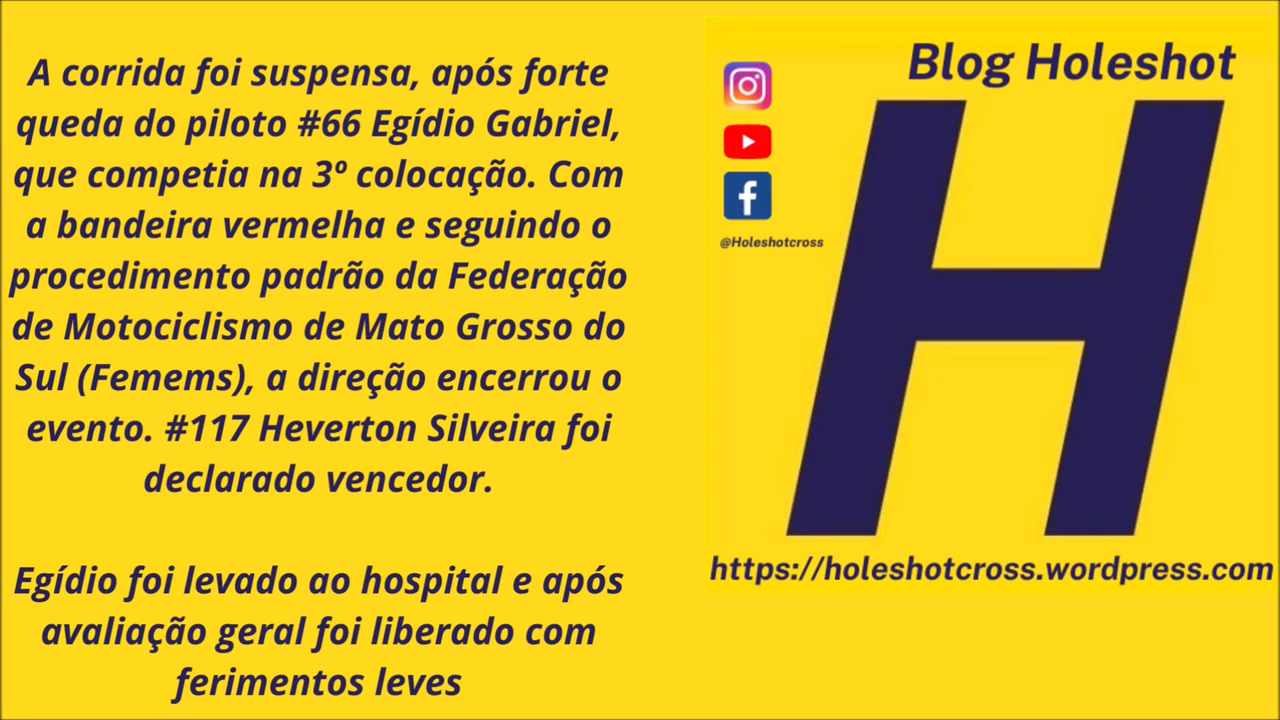 A corrida foi suspensa, após forte
queda do piloto #66 Egídio Gabriel,
que competia na 3º colocação. Com
a bandeira vermelha e seguindo o
procedimento padrão da Federação
de Motociclismo de Mato Grosso do
Sul (Femems), a direção encerrou o
evento. #117 Heverton Silveira foi
declarado vencedor.
Egídio foi levado ao hospital e após
avaliação geral foi liberado com
ferimentos leves
Blog Holeshot
@Holeshotcross
H
https://holeshotcross.wordpress.com